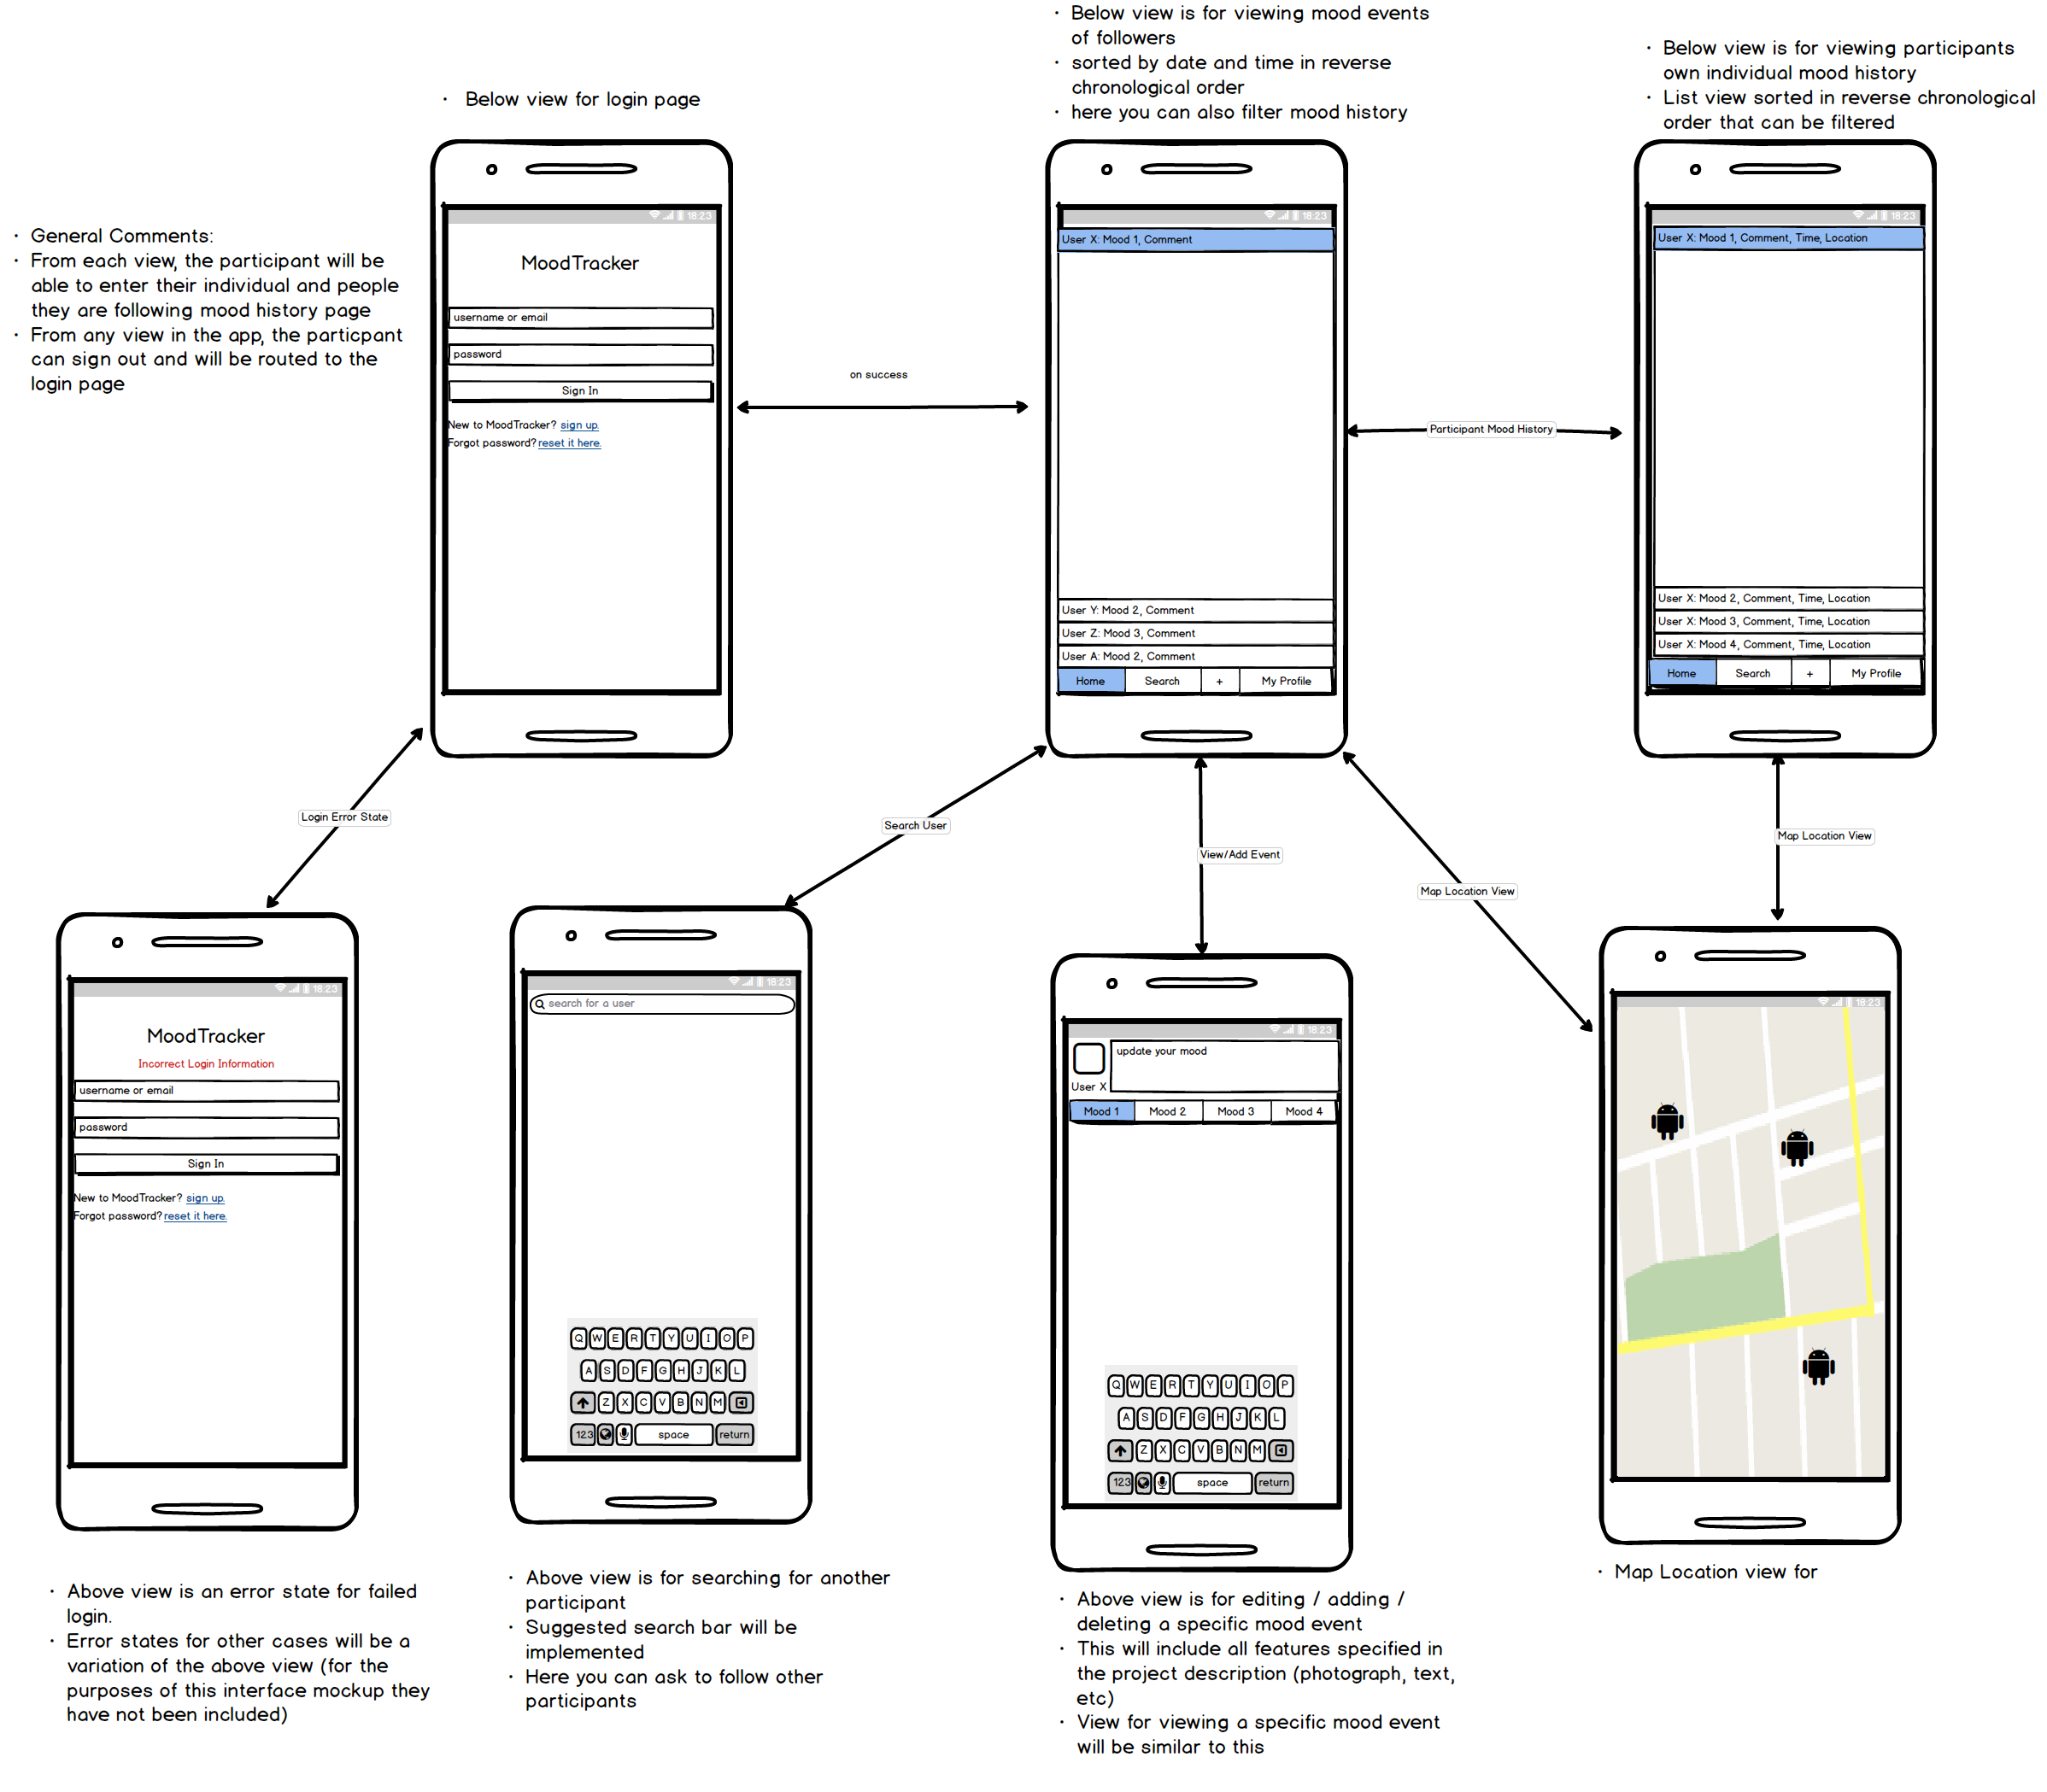 · General Comments:
· From each view, the participant will be
able to enter their individual and people
they are following mood history page
· From any view in the app, the particpant
can sign out and will be routed to the
login page
· Below view for login page
18:23
MoodTracker
username or email
password
Sign In
New to MoodTracker? sign up.
Forgot password? reset it here.
on success
· Below view is for viewing mood events
of followers
· sorted by date and time in reverse
chronological order
· here you can also filter mood history
18:23
User X: Mood 1, Comment
User Y: Mood 2, Comment
User Z: Mood 3, Comment
User A: Mood 2, Comment
Home Search + My Profile
Participant Mood History
· Below view is for viewing participants
own individual mood history
· List view sorted in reverse chronological
order that can be filtered
18:23
User X: Mood 1, Comment, Time, Location
User X: Mood 2, Comment, Time, Location
User X: Mood 3, Comment, Time, Location
User X: Mood 4, Comment, Time, Location
Home Search + My Profile
Login Error State
Search User
View/Add Event
Map Location View
Map Location View
18:23
MoodTracker
Incorrect Login Information
username or email
password
Sign In
New to MoodTracker? sign up.
Forgot password? reset it here.
· Above view is an error state for failed
login.
· Error states for other cases will be a
variation of the above view (for the
purposes of this interface mockup they
have not been included)
18:23
search for a user
Q W E R T Y U I O P
A S D F G H J K L
Z X C V B N M
123 space return
· Above view is for searching for another
participant
· Suggested search bar will be
implemented
· Here you can ask to follow other
participants
18:23
update your mood
User X
Mood 1 Mood 2 Mood 3 Mood 4
Q W E R T Y U I O P
A S D F G H J K L
Z X C V B N M
123 space return
· Above view is for editing / adding /
deleting a specific mood event
· This will include all features specified in
the project description (photograph, text,
etc)
· View for viewing a specific mood event
will be similar to this
18:23
· Map Location view for